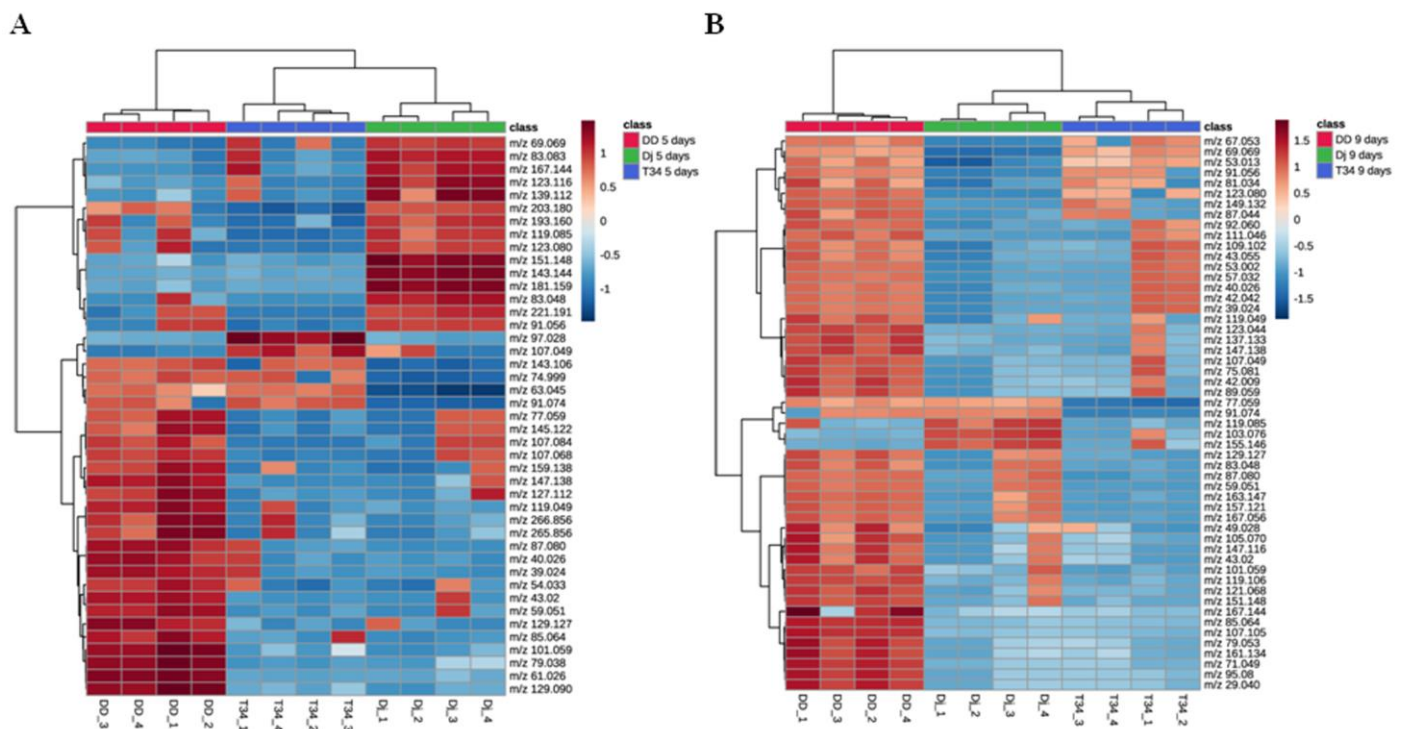 A
class
m/z 69.069
m/z 83.083
m/z 167.144
m/z 123.116
m/z 139.112
m/z 203.180
m/z 193.160
m/z 119.085
m/z 123.080
m/z 151.148
m/z 143.144
m/z 181.159
m/z 83.048
m/z 221.191
m/z 91.056
m/z 97.028
m/z 107.049
m/z 143.106
m/z 74.999
m/z 63.045
m/z 91.074
m/z 77.059
m/z 145.122
m/z 107.084
m/z 107.068
m/z 159.138
m/z 147.138
m/z 127.112
m/z 119.049
m/z 266.856
m/z 265.856
m/z 87.080
m/z 40.026
m/z 39.024
m/z 54.033
m/z 43.02
m/z 59.051
m/z 129.127
m/z 85.064
m/z 101.059
m/z 79.038
m/z 61.026
m/z 129.090
DD_3
DD_4
DD_1
DD_2
T34_1
T34_4
T34_2
T34_3
Dj_1
Dj_2
Dj_3
Dj_4
1
0.5
0
-0.5
-1
class
DD 5 days
Dj 5 days
T34 5 days
B
class
m/z 67.053
m/z 69.069
m/z 53.013
m/z 91.056
m/z 81.034
m/z 123.080
m/z 149.132
m/z 87.044
m/z 92.060
m/z 111.046
m/z 109.102
m/z 43.055
m/z 53.002
m/z 57.032
m/z 40.026
m/z 42.042
m/z 39.024
m/z 119.049
m/z 123.044
m/z 137.133
m/z 147.138
m/z 107.049
m/z 75.081
m/z 42.009
m/z 89.059
m/z 77.059
m/z 91.074
m/z 119.085
m/z 103.076
m/z 155.146
m/z 129.127
m/z 83.048
m/z 87.080
m/z 59.051
m/z 163.147
m/z 157.121
m/z 167.056
m/z 49.028
m/z 105.070
m/z 147.116
m/z 43.02
m/z 101.059
m/z 119.106
m/z 121.068
m/z 151.148
m/z 167.144
m/z 85.064
m/z 107.105
m/z 79.053
m/z 161.134
m/z 71.049
m/z 95.08
m/z 29.040
DD_1
DD_3
DD_2
DD_4
Dj_1
Dj_2
Dj_3
Dj_4
T34_3
T34_4
T34_1
T34_2
1.5
1
0.5
0
-0.5
-1
-1.5
class
DD 9 days
Dj 9 days
T34 9 days